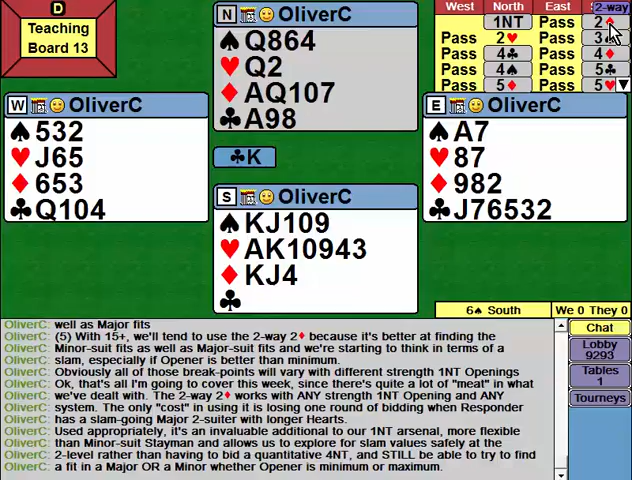 D
Teaching
Board 13
N OliverC
♠Q864
♥Q2
♦AQ107
♣A98
West North East 2-way
1NT Pass 2♦
Pass 2♥ Pass 3♠
Pass 4♣ Pass 4♦
Pass 4♠ Pass 5♣
Pass 5♦ Pass 5♥
W OliverC
♠532
♥J65
♦653
♣Q104
♣K
E OliverC
♠A7
♥87
♦982
♣J76532
S OliverC
♠KJ109
♥AK10943
♦KJ4
♣
6♠ South We 0 They 0
OliverC: well as Major fits
OliverC: (5) With 15+, we'll tend to use the 2-way 2♦ because it's better at finding the
OliverC: Minor-suit fits as well as Major-suit fits and we're starting to think in terms of a
OliverC: slam, especially if Opener is better than minimum.
OliverC: Obviously all of those break-points will vary with different strength 1NT Openings
OliverC: Ok, that's all I'm going to cover this week, since there's quite a lot of "meat" in what
OliverC: we've dealt with. The 2-way 2♦ works with ANY strength 1NT Opening and ANY
OliverC: system. The only "cost" in using it is losing one round of bidding when Responder
OliverC: has a slam-going Major 2-suiter with longer Hearts.
OliverC: Used appropriately, it's an invaluable additional to our 1NT arsenal, more flexible
OliverC: than Minor-suit Stayman and allows us to explore for slam values safely at the
OliverC: 2-level rather than having to bid a quantitative 4NT, and STILL be able to try to find
OliverC: a fit in a Major OR a Minor whether Opener is minimum or maximum.
Chat
Lobby
9293
Tables
1
Tourneys